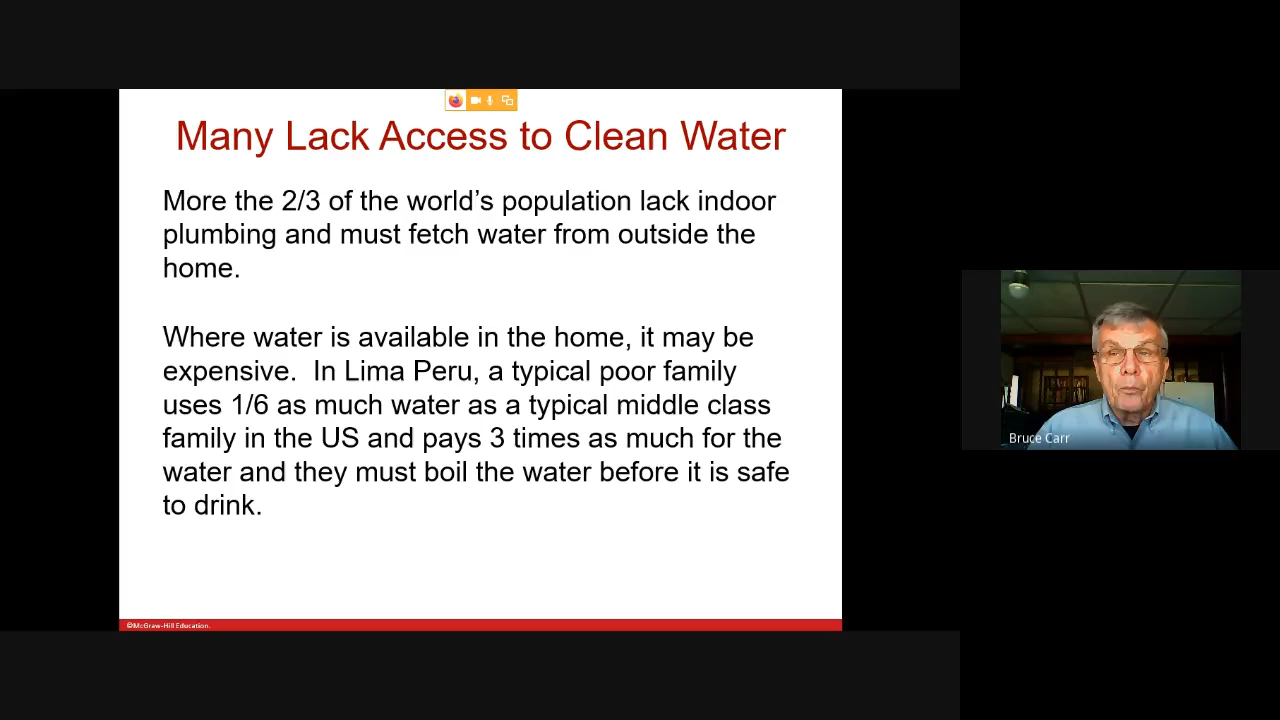 Many Lack Access to Clean Water
More the 2/3 of the world’s population lack indoor
plumbing and must fetch water from outside the
home.
Where water is available in the home, it may be
expensive.  In Lima Peru, a typical poor family
uses 1/6 as much water as a typical middle class
family in the US and pays 3 times as much for the
water and they must boil the water before it is safe
to drink.
©McGraw-Hill Education.
Bruce Carr